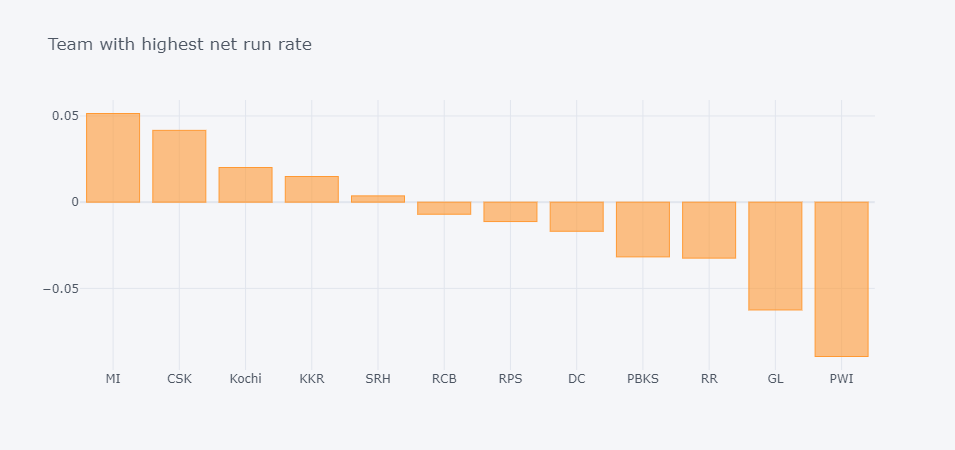 Team with highest net run rate
0.05
0
−0.05
MI CSK Kochi KKR SRH RCB RPS DC PBKS RR GL PWI